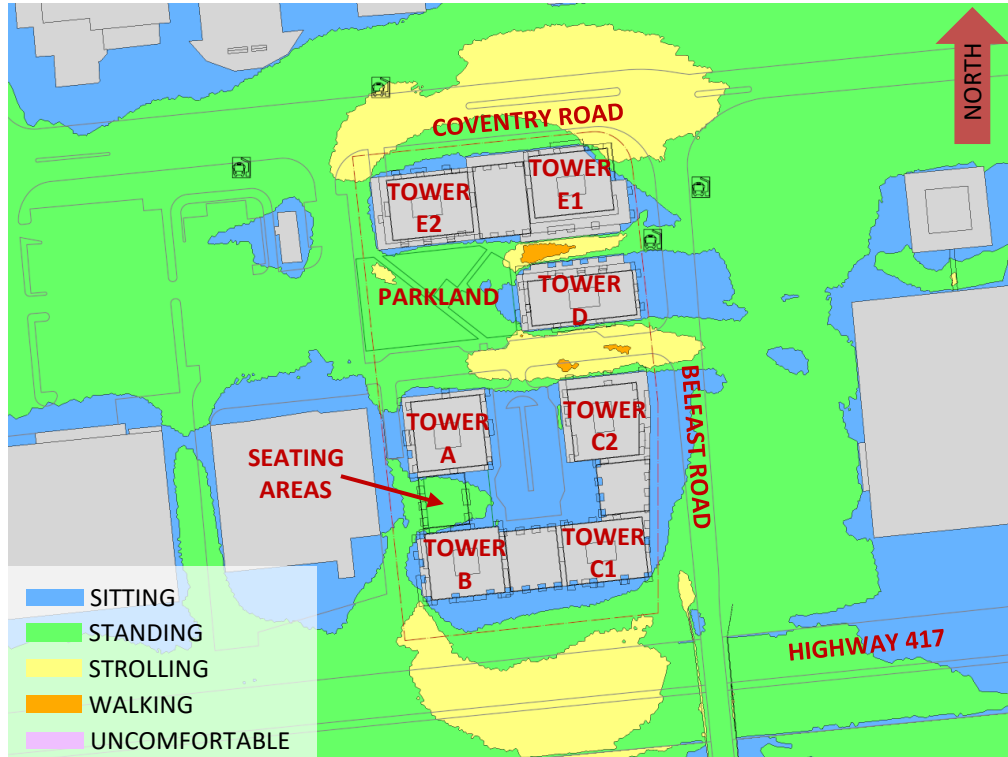 NORTH
COVENTRY ROAD
TOWER
E2
TOWER
E1
PARKLAND
TOWER
D
BELFAST ROAD
TOWER
A
TOWER
C2
SEATING
AREAS
TOWER
B
TOWER
C1
HIGHWAY 417
SITTING
STANDING
STROLLING
WALKING
UNCOMFORTABLE